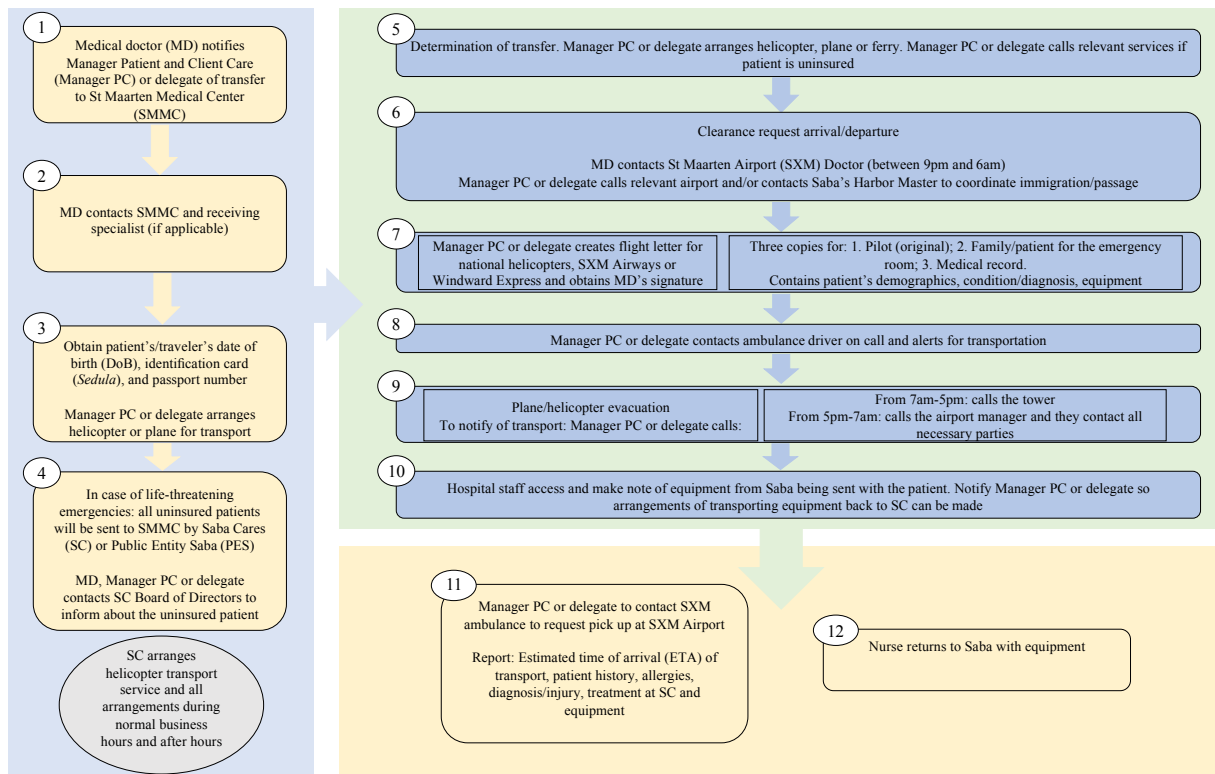 1
Medical doctor (MD) notifies
Manager Patient and Client Care
(Manager PC) or delegate of transfer
to St Maarten Medical Center
(SMMC)
2
MD contacts SMMC and receiving
specialist (if applicable)
3
Obtain patient's/traveler's date of
birth (DoB), identification card
(Sedula), and passport number
Manager PC or delegate arranges
helicopter or plane for transport
4
In case of life-threatening
emergencies: all uninsured patients
will be sent to SMMC by Saba Cares
(SC) or Public Entity Saba (PES)
MD, Manager PC or delegate
contacts SC Board of Directors to
inform about the uninsured patient
SC arranges
helicopter transport
service and all
arrangements during
normal business
hours and after hours
5
Determination of transfer. Manager PC or delegate arranges helicopter, plane or ferry. Manager PC or delegate calls relevant services if
patient is uninsured
6
Clearance request arrival/departure
MD contacts St Maarten Airport (SXM) Doctor (between 9pm and 6am)
Manager PC or delegate calls relevant airport and/or contacts Saba's Harbor Master to coordinate immigration/passage
7
Manager PC or delegate creates flight letter for
national helicopters, SXM Airways or
Windward Express and obtains MD's signature
Three copies for: 1. Pilot (original); 2. Family/patient for the emergency
room; 3. Medical record.
Contains patient's demographics, condition/diagnosis, equipment
8
Manager PC or delegate contacts ambulance driver on call and alerts for transportation
9
Plane/helicopter evacuation
To notify of transport: Manager PC or delegate calls:
From 7am-5pm: calls the tower
From 5pm-7am: calls the airport manager and they contact all
necessary parties
10
Hospital staff access and make note of equipment from Saba being sent with the patient. Notify Manager PC or delegate so
arrangements of transporting equipment back to SC can be made
11
Manager PC or delegate to contact SXM
ambulance to request pick up at SXM Airport
Report: Estimated time of arrival (ETA) of
transport, patient history, allergies,
diagnosis/injury, treatment at SC and
equipment
12
Nurse returns to Saba with equipment